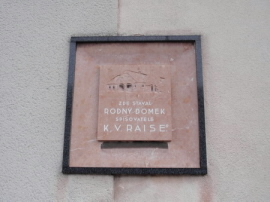 ZDE STÁVAL
RODNÝ DOMEK
SPISOVATELE
K.V. RAISE